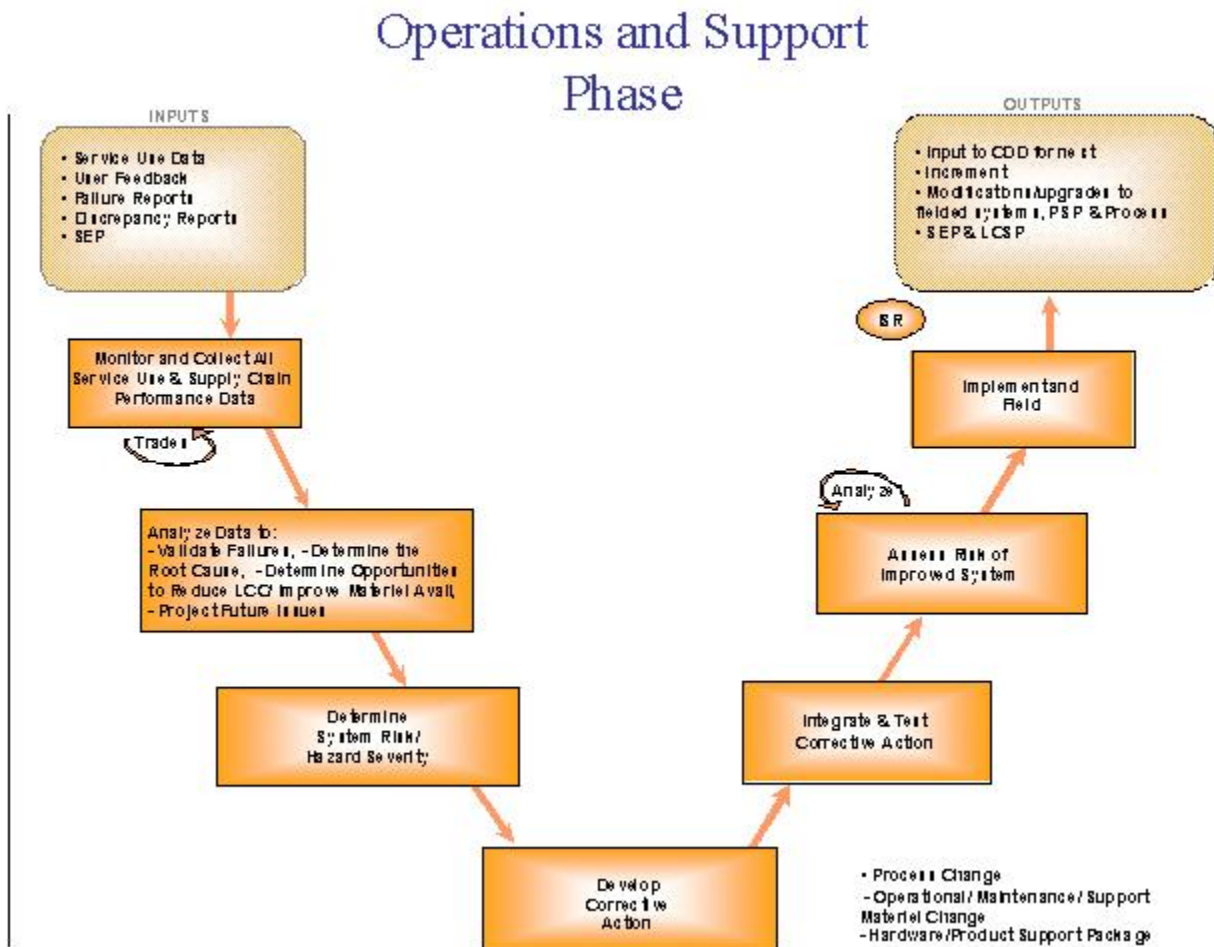 Operations and Support
Phase
INPUTS
• Service Use Data
• User Feedback
• Failure Reports
• Discrepancy Reports
• SEP
Monitor and Collect All
Service Use & Supply Chain
Performance Data
Trades
Analyze Data to:
- Validate Failures, - Determine the
Root Cause, - Determine Opportunities
to Reduce LCC/ Improve Materiel Avail,
- Project Future Issues
Determine
System Risk/
Hazard Severity
Develop
Corrective
Action
Integrate & Test
Corrective Action
Analyze
Assess Risk of
Improved System
Implement and
Field
ISR
OUTPUTS
• Input to CDD for next
• Increment
• Modifications/upgrades to
fielded systems, PSP & Process
• SEP & LCSP
• Process Change
- Operational/ Maintenance/ Support
Materiel Change
- Hardware/Product Support Package